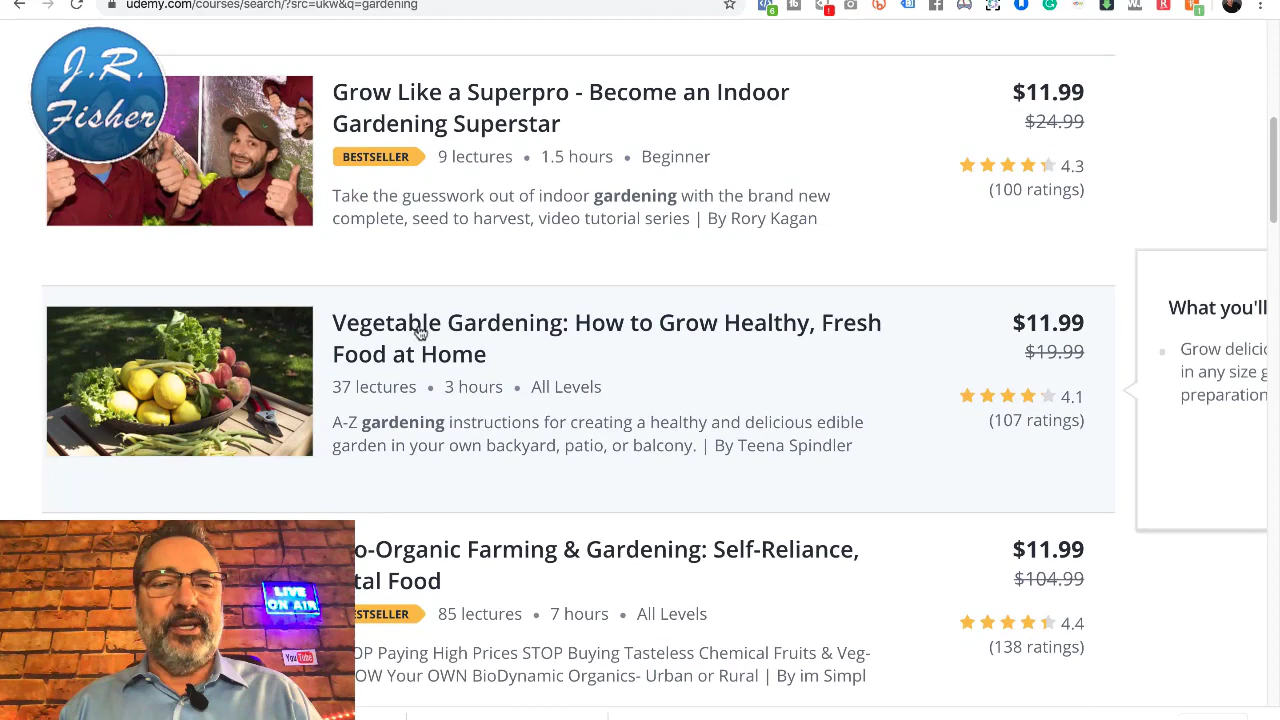 udemy.com/courses/search/?src=ukw&q=gardening
J.R.
Fisher
Grow Like a Superpro - Become an Indoor
Gardening Superstar
BESTSELLER 9 lectures • 1.5 hours • Beginner
Take the guesswork out of indoor gardening with the brand new
complete, seed to harvest, video tutorial series | By Rory Kagan
$11.99
$24.99
4.3
(100 ratings)
Vegetable Gardening: How to Grow Healthy, Fresh
Food at Home
37 lectures • 3 hours • All Levels
A-Z gardening instructions for creating a healthy and delicious edible
garden in your own backyard, patio, or balcony. | By Teena Spindler
$11.99
$19.99
4.1
(107 ratings)
What you'll
Grow delicio
in any size g
preparation
o-Organic Farming & Gardening: Self-Reliance,
tal Food
ESTSELLER 85 lectures • 7 hours • All Levels
OP Paying High Prices STOP Buying Tasteless Chemical Fruits & Veg-
OW Your OWN BioDynamic Organics- Urban or Rural | By im Simpl
$11.99
$104.99
4.4
(138 ratings)
LIVE
ON AIR
YouTube